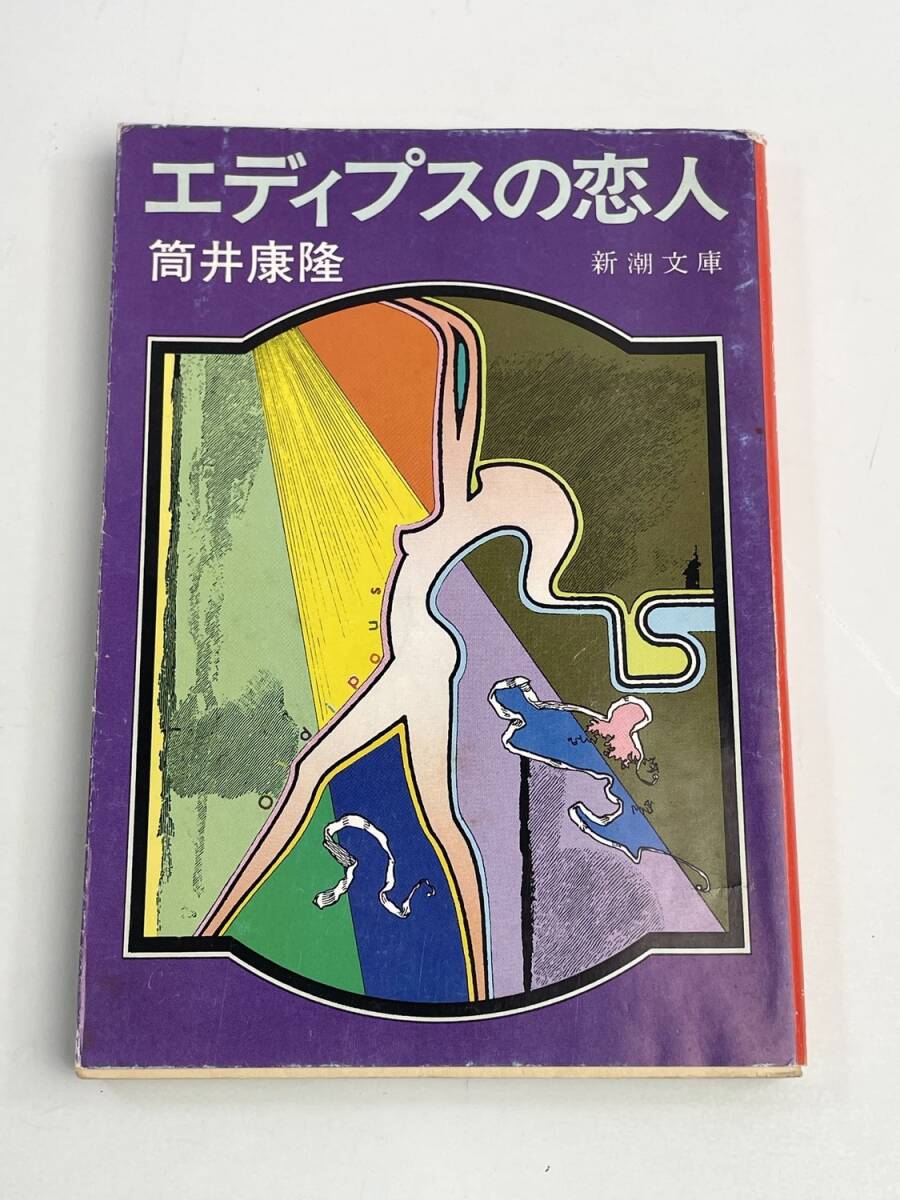 エディプスの恋人
筒井康隆
新潮文庫
Oidipous